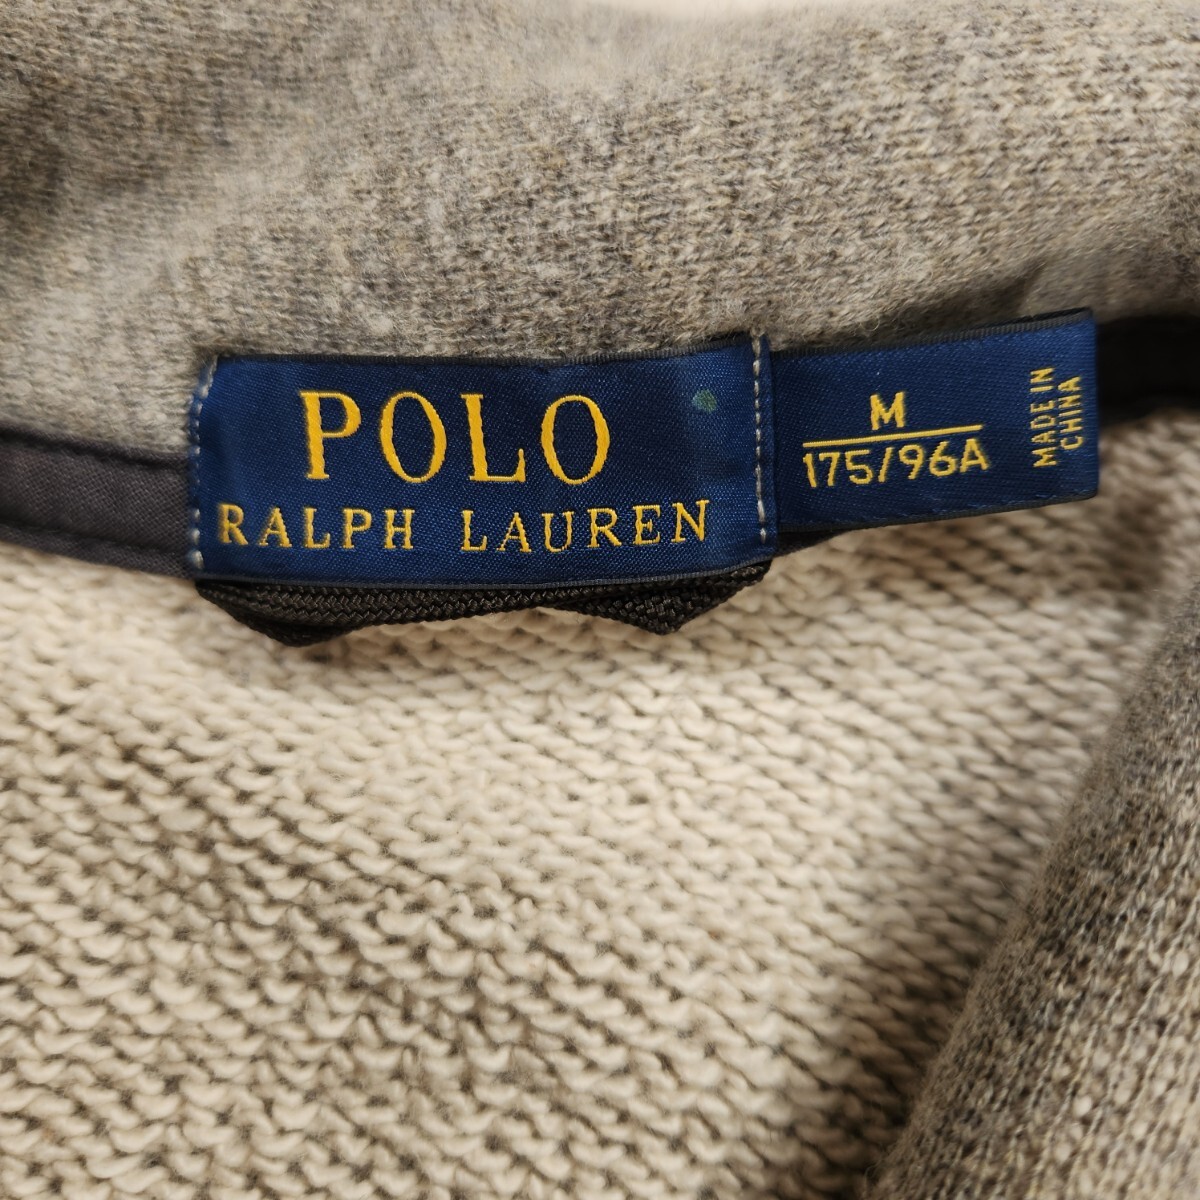 POLO
RALPH LAUREN
M
175/96A
MADE IN
CHINA